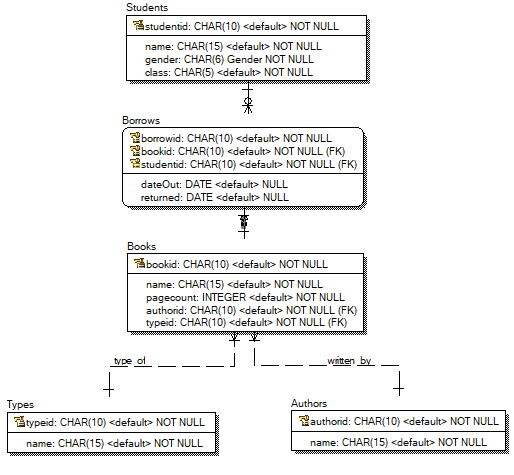 Students
studentid: CHAR(10) <default> NOT NULL
name: CHAR(15) <default> NOT NULL
gender: CHAR(6) Gender NOT NULL
class: CHAR(5) <default> NOT NULL
Borrows
borrowid: CHAR(10) <default> NOT NULL
bookid: CHAR(10) <default> NOT NULL (FK)
studentid: CHAR(10) <default> NOT NULL (FK)
dateOut: DATE <default> NULL
returned: DATE <default> NULL
Books
bookid: CHAR(10) <default> NOT NULL
name: CHAR(15) <default> NOT NULL
pagecount: INTEGER <default> NOT NULL
authorid: CHAR(10) <default> NOT NULL (FK)
typeid: CHAR(10) <default> NOT NULL (FK)
type of
written by
Types
typeid: CHAR(10) <default> NOT NULL
name: CHAR(15) <default> NOT NULL
Authors
authorid: CHAR(10) <default> NOT NULL
name: CHAR(15) <default> NOT NULL